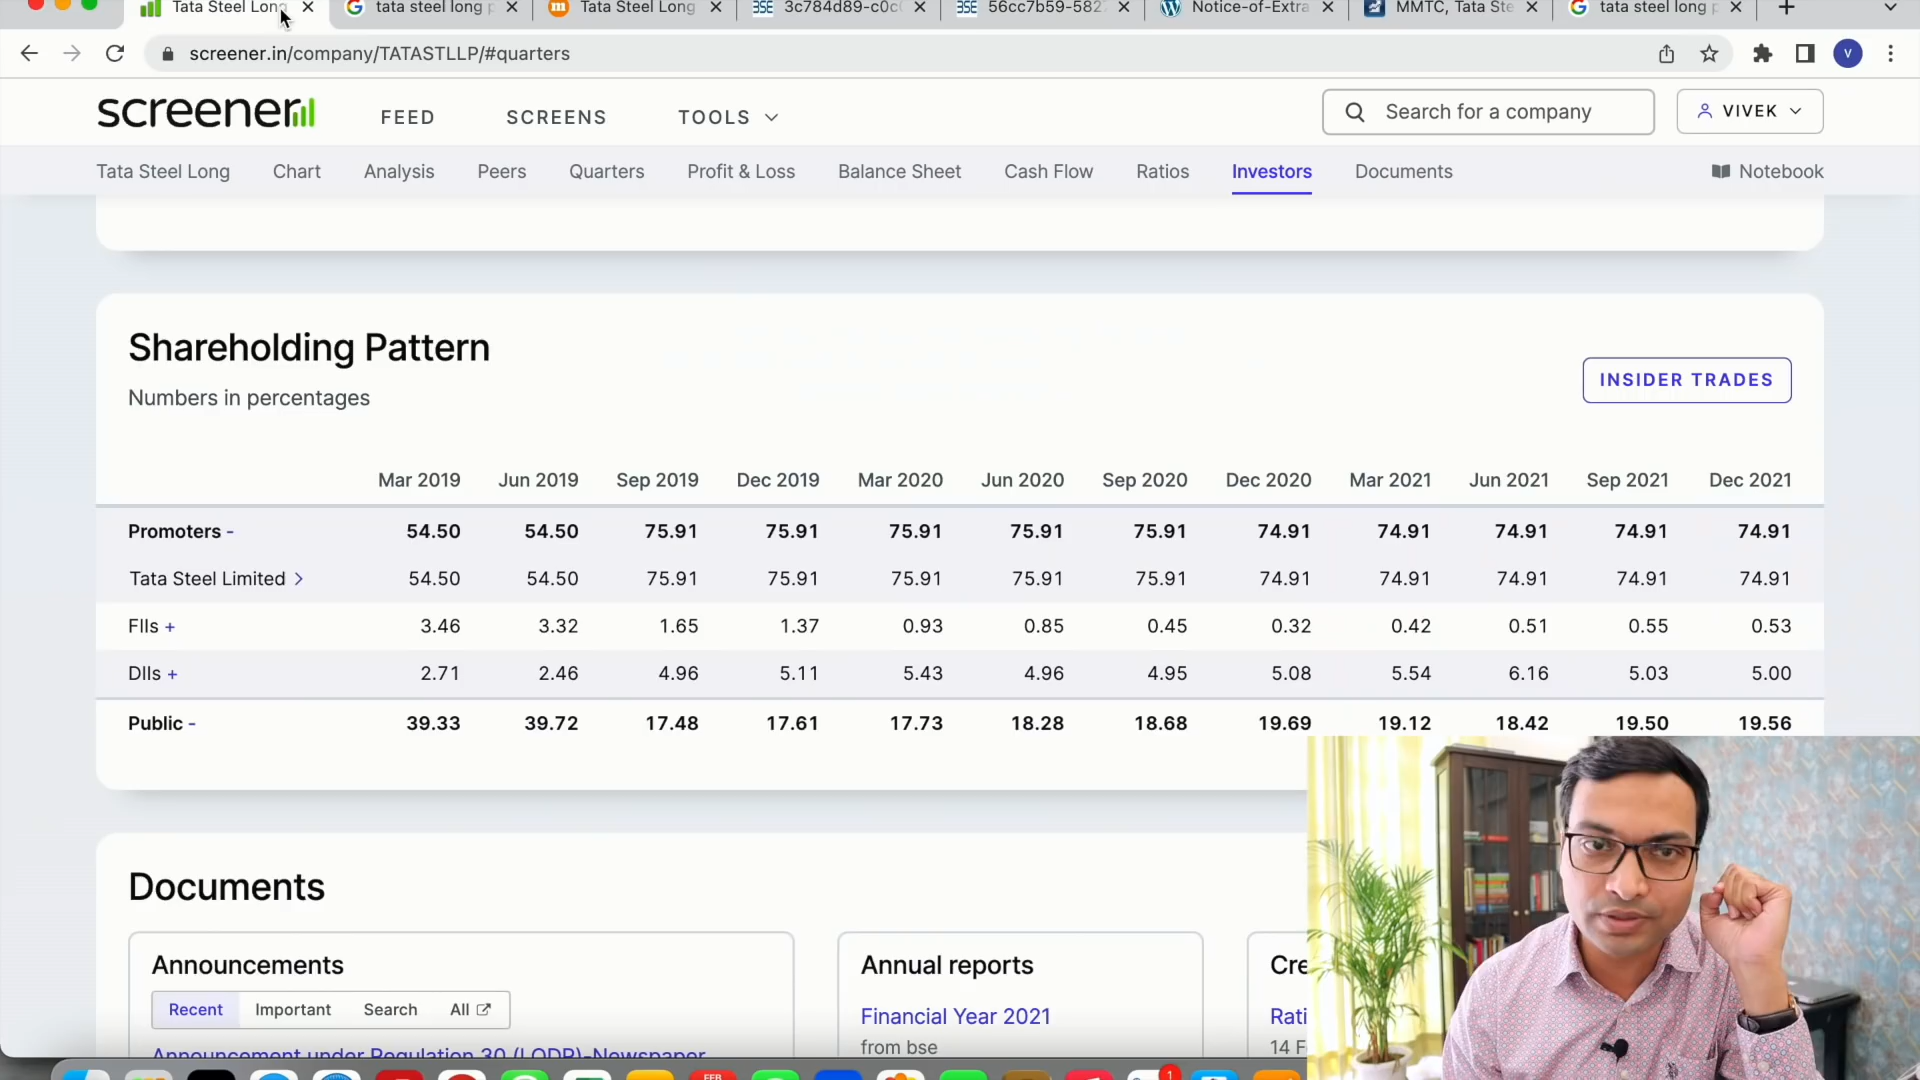 Tata Steel Long
tata steel long p
Tata Steel Long
3c784d89-c0c
56cc7b59-582
Notice-of-Extra
MMTC, Tata Ste
tata steel long p
screener.in/company/TATASTLLP/#quarters
V
screener
FEED
SCREENS
TOOLS
Search for a company
VIVEK
Tata Steel Long
Chart
Analysis
Peers
Quarters
Profit & Loss
Balance Sheet
Cash Flow
Ratios
Investors
Documents
Notebook
Shareholding Pattern
Numbers in percentages
INSIDER TRADES
Mar 2019 Jun 2019 Sep 2019 Dec 2019 Mar 2020 Jun 2020 Sep 2020 Dec 2020 Mar 2021 Jun 2021 Sep 2021 Dec 2021
Promoters - 54.50 54.50 75.91 75.91 75.91 75.91 75.91 74.91 74.91 74.91 74.91 74.91
Tata Steel Limited > 54.50 54.50 75.91 75.91 75.91 75.91 75.91 74.91 74.91 74.91 74.91 74.91
FIIs + 3.46 3.32 1.65 1.37 0.93 0.85 0.45 0.32 0.42 0.51 0.55 0.53
DIIs + 2.71 2.46 4.96 5.11 5.43 4.96 4.95 5.08 5.54 6.16 5.03 5.00
Public - 39.33 39.72 17.48 17.61 17.73 18.28 18.68 19.69 19.12 18.42 19.50 19.56
Documents
Announcements
Recent
Important
Search
All
Announcement under Regulation 30 (LODR)-Newspaper
Annual reports
Financial Year 2021
from bse
Cre
Rati
14 F
FEB
1